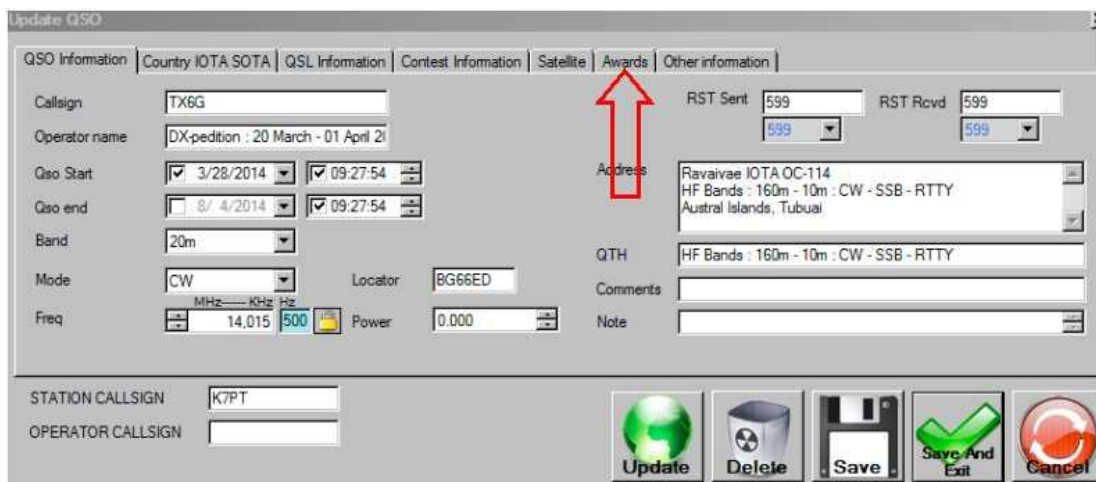 Update QSO
QSO Information Country IOTA SOTA QSL Information Contest Information Satellite Awards Other information
Callsign TX6G
RST Sent 599 RST Rcvd 599
599 599
Operator name DX-pedition : 20 March - 01 April 2
Qso Start 3/28/2014 09:27:54
Qso end 8/ 4/2014 09:27:54
Address Ravaivae IOTA OC-114
HF Bands : 160m - 10m : CW - SSB - RTTY
Austral Islands, Tubuai
Band 20m
QTH HF Bands : 160m - 10m : CW - SSB - RTTY
Mode CW Locator BG66ED
Comments
MHz------ KHz Hz
Freq 14,015 500 Power 0.000
Note
STATION CALLSIGN K7PT
OPERATOR CALLSIGN
Update Delete Save Save And Exit Cancel